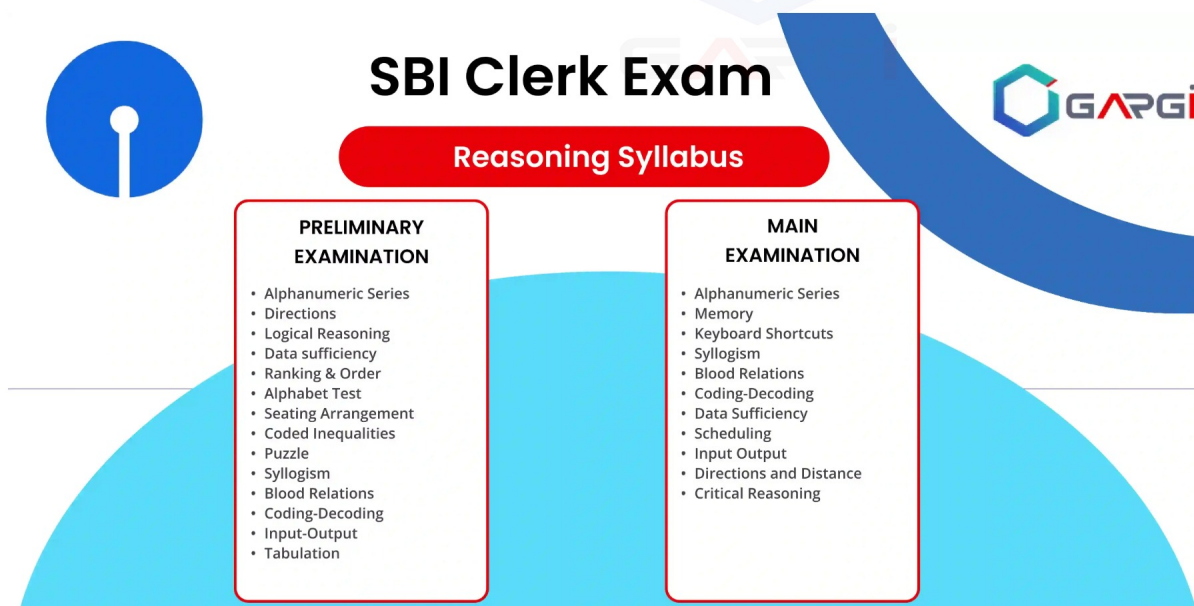 SBI Clerk Exam
GARGI
Reasoning Syllabus
PRELIMINARY
EXAMINATION
• Alphanumeric Series
• Directions
• Logical Reasoning
• Data sufficiency
• Ranking & Order
• Alphabet Test
• Seating Arrangement
• Coded Inequalities
• Puzzle
• Syllogism
• Blood Relations
• Coding-Decoding
• Input-Output
• Tabulation
MAIN
EXAMINATION
• Alphanumeric Series
• Memory
• Keyboard Shortcuts
• Syllogism
• Blood Relations
• Coding-Decoding
• Data Sufficiency
• Scheduling
• Input Output
• Directions and Distance
• Critical Reasoning